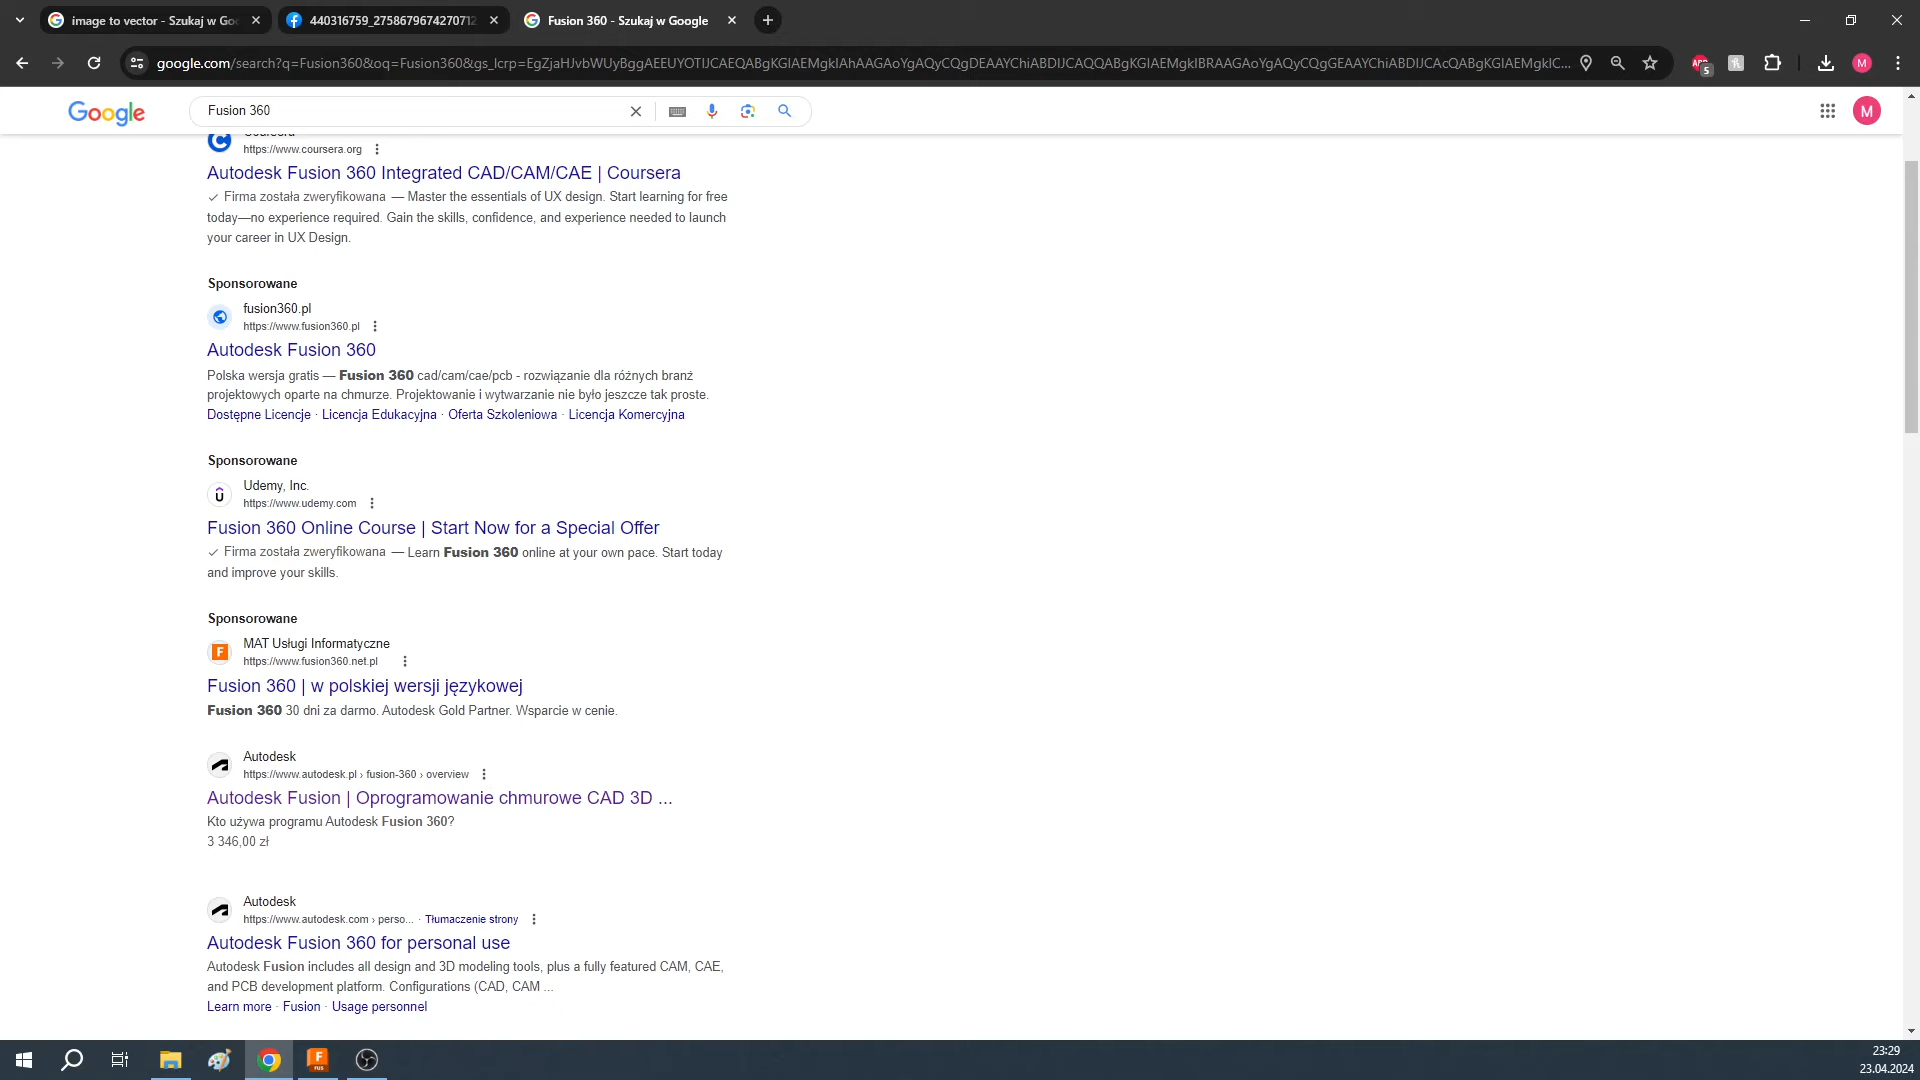 image to vector - Szukaj w Go
440316759_2758679674270712
Fusion 360 - Szukaj w Google
google.com/search?q=Fusion360&oq=Fusion360&gs_lcrp=
5
M
Google
Fusion 360
M
Coursera
https://www.coursera.org
Autodesk Fusion 360 Integrated CAD/CAM/CAE | Coursera
Firma została zweryfikowana — Master the essentials of UX design. Start learning for free
today—no experience required. Gain the skills, confidence, and experience needed to launch
your career in UX Design.
Sponsorowane
fusion360.pl
https://www.fusion360.pl
Autodesk Fusion 360
Polska wersja gratis — Fusion 360 cad/cam/cae/pcb - rozwiązanie dla różnych branż
projektowych oparte na chmurze. Projektowanie i wytwarzanie nie było jeszcze tak proste.
Dostępne Licencje · Licencja Edukacyjna · Oferta Szkoleniowa · Licencja Komercyjna
Sponsorowane
Udemy, Inc.
https://www.udemy.com
Fusion 360 Online Course | Start Now for a Special Offer
Firma została zweryfikowana — Learn Fusion 360 online at your own pace. Start today
and improve your skills.
Sponsorowane
MAT Usługi Informatyczne
https://www.fusion360.net.pl
Fusion 360 | w polskiej wersji językowej
Fusion 360 30 dni za darmo. Autodesk Gold Partner. Wsparcie w cenie.
Autodesk
https://www.autodesk.pl › fusion-360 › overview
Autodesk Fusion | Oprogramowanie chmurowe CAD 3D ...
Kto używa programu Autodesk Fusion 360?
3 346,00 zł
Autodesk
https://www.autodesk.com › perso... · Tłumaczenie strony
Autodesk Fusion 360 for personal use
Autodesk Fusion includes all design and 3D modeling tools, plus a fully featured CAM, CAE,
and PCB development platform. Configurations (CAD, CAM ...
Learn more · Fusion · Usage personnel
23:29
23.04.2024